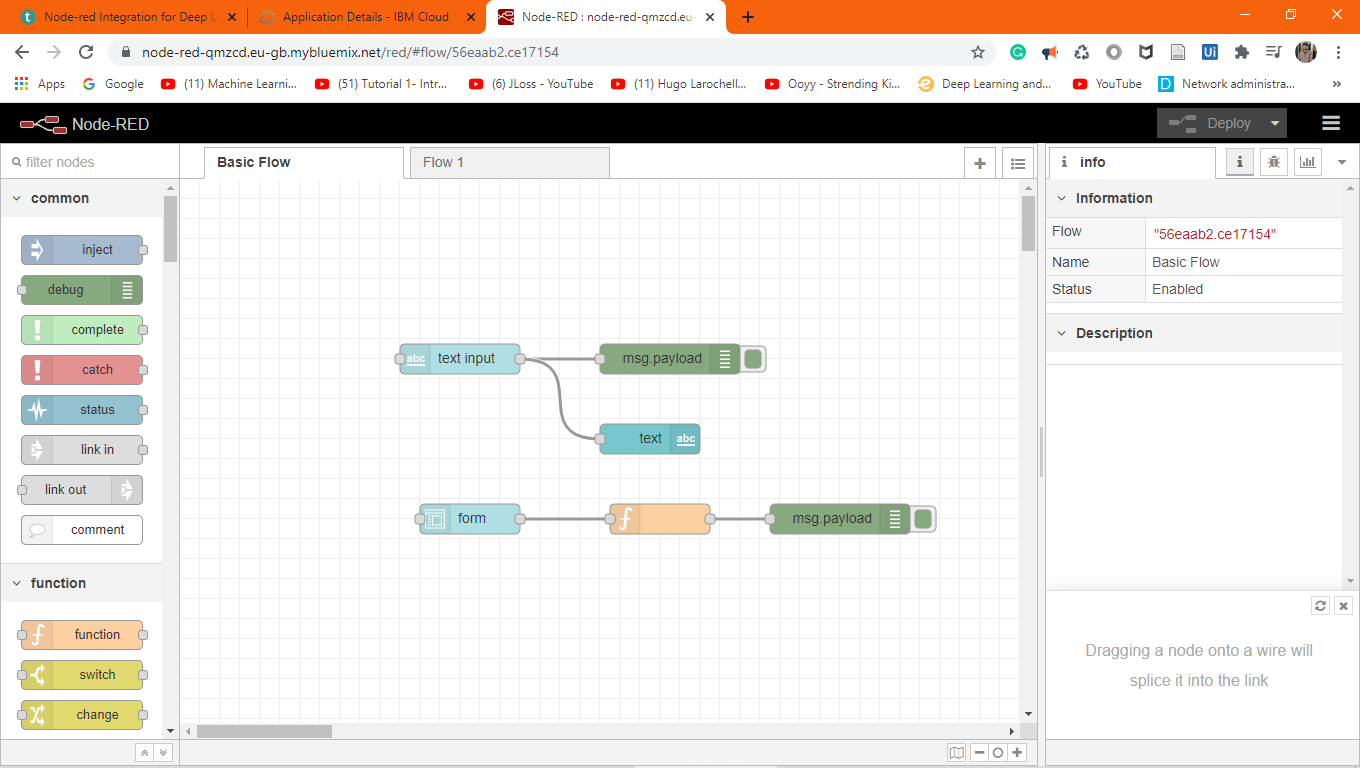 Node-red Integration for Deep L
Application Details - IBM Cloud
Node-RED : node-red-qmzcd.eu-
node-red-qmzcd.eu-gb.mybluemix.net/red/#flow/56eaab2.ce17154
Apps
Google
(11) Machine Learni...
(51) Tutorial 1- Intr...
(6) JLoss - YouTube
(11) Hugo Larochell...
Ooyy - Strending Ki...
Deep Learning and...
YouTube
Network administra...
Node-RED
Deploy
filter nodes
Basic Flow
Flow 1
info
common
inject
debug
complete
catch
status
link in
link out
comment
function
function
switch
change
abc text input
msg.payload
text abc
form
msg.payload
Information
Flow "56eaab2.ce17154"
Name Basic Flow
Status Enabled
Description
Dragging a node onto a wire will
splice it into the link